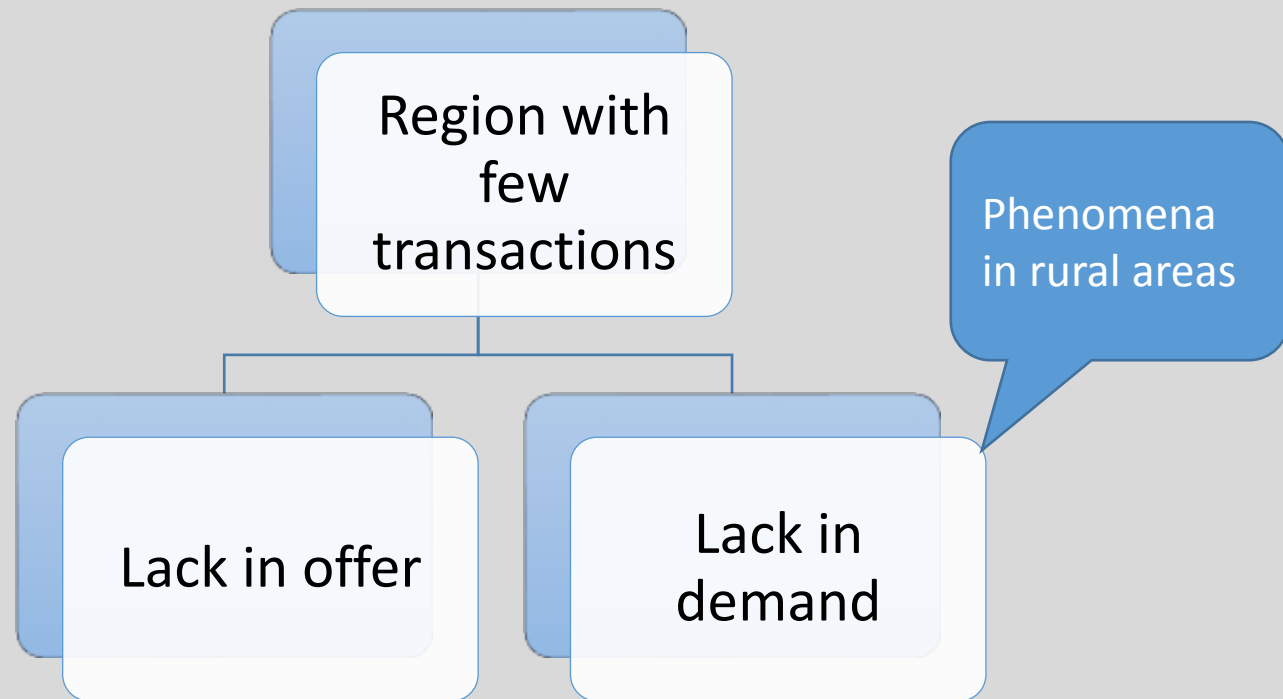 Region with
few
transactions
Phenomena
in rural areas
Lack in offer
Lack in
demand